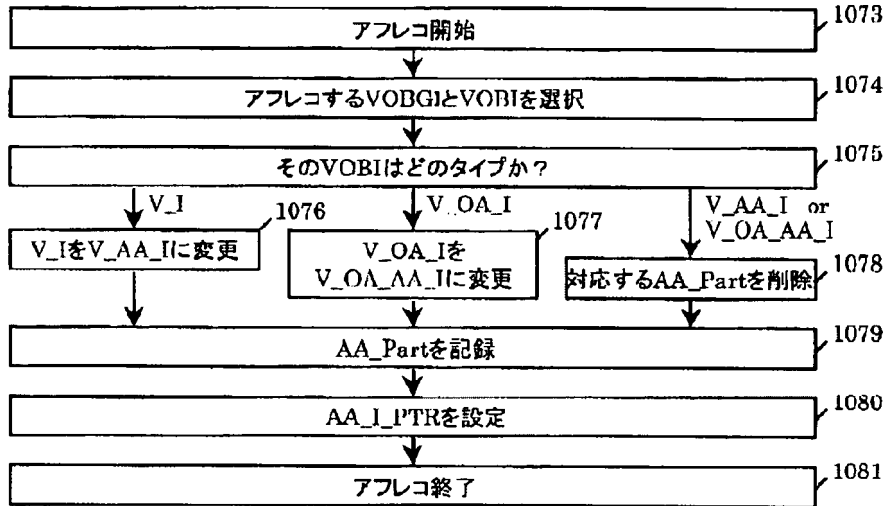 アフレコ開始
1073
アフレコするVOBGIとVOBIを選択
1074
そのVOBIはどのタイプか?
1075
V_I
V_OA_I
V_AA_I or
V_OA_AA_I
1076
V_IをV_AA_Iに変更
1077
V_OA_Iを
V_OA_AA_Iに変更
1078
対応するAA_Partを削除
AA_Partを記録
1079
AA_I_PTRを設定
1080
アフレコ終了
1081